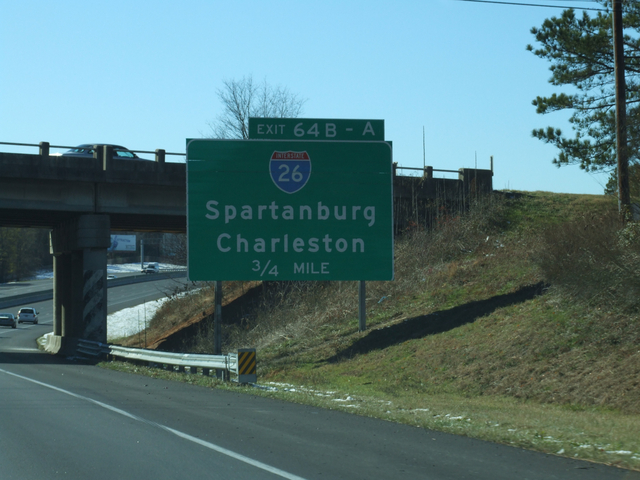 EXIT 64B - A
INTERSTATE
26
Spartanburg
Charleston
3/4 MILE